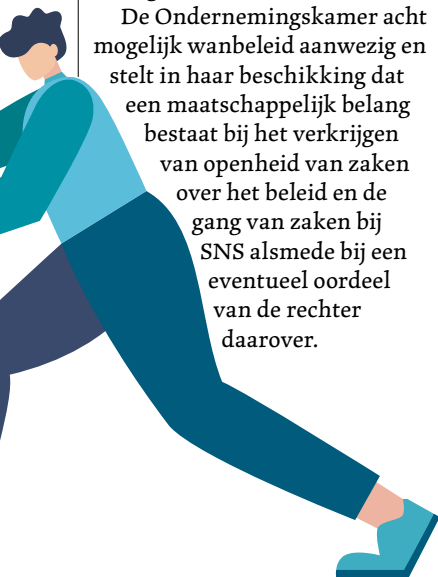 De Ondernemingskamer acht
mogelijk wanbeleid aanwezig en
stelt in haar beschikking dat
een maatschappelijk belang
bestaat bij het verkrijgen
van openheid van zaken
over het beleid en de
gang van zaken bij
SNS alsmede bij een
eventueel oordeel
van de rechter
daarover.